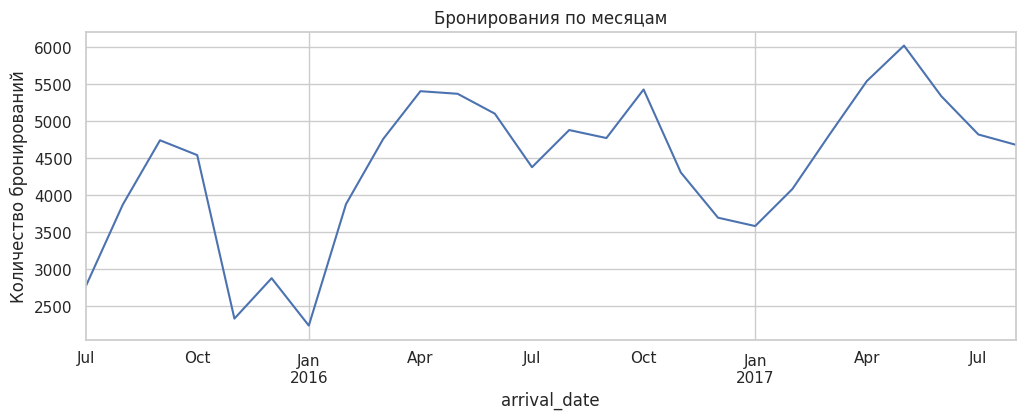 Бронирования по месяцам
Количество бронирований
6000
5500
5000
4500
4000
3500
3000
2500
Jul
Oct
Jan
2016
Apr
Jul
Oct
Jan
2017
Apr
Jul
arrival_date